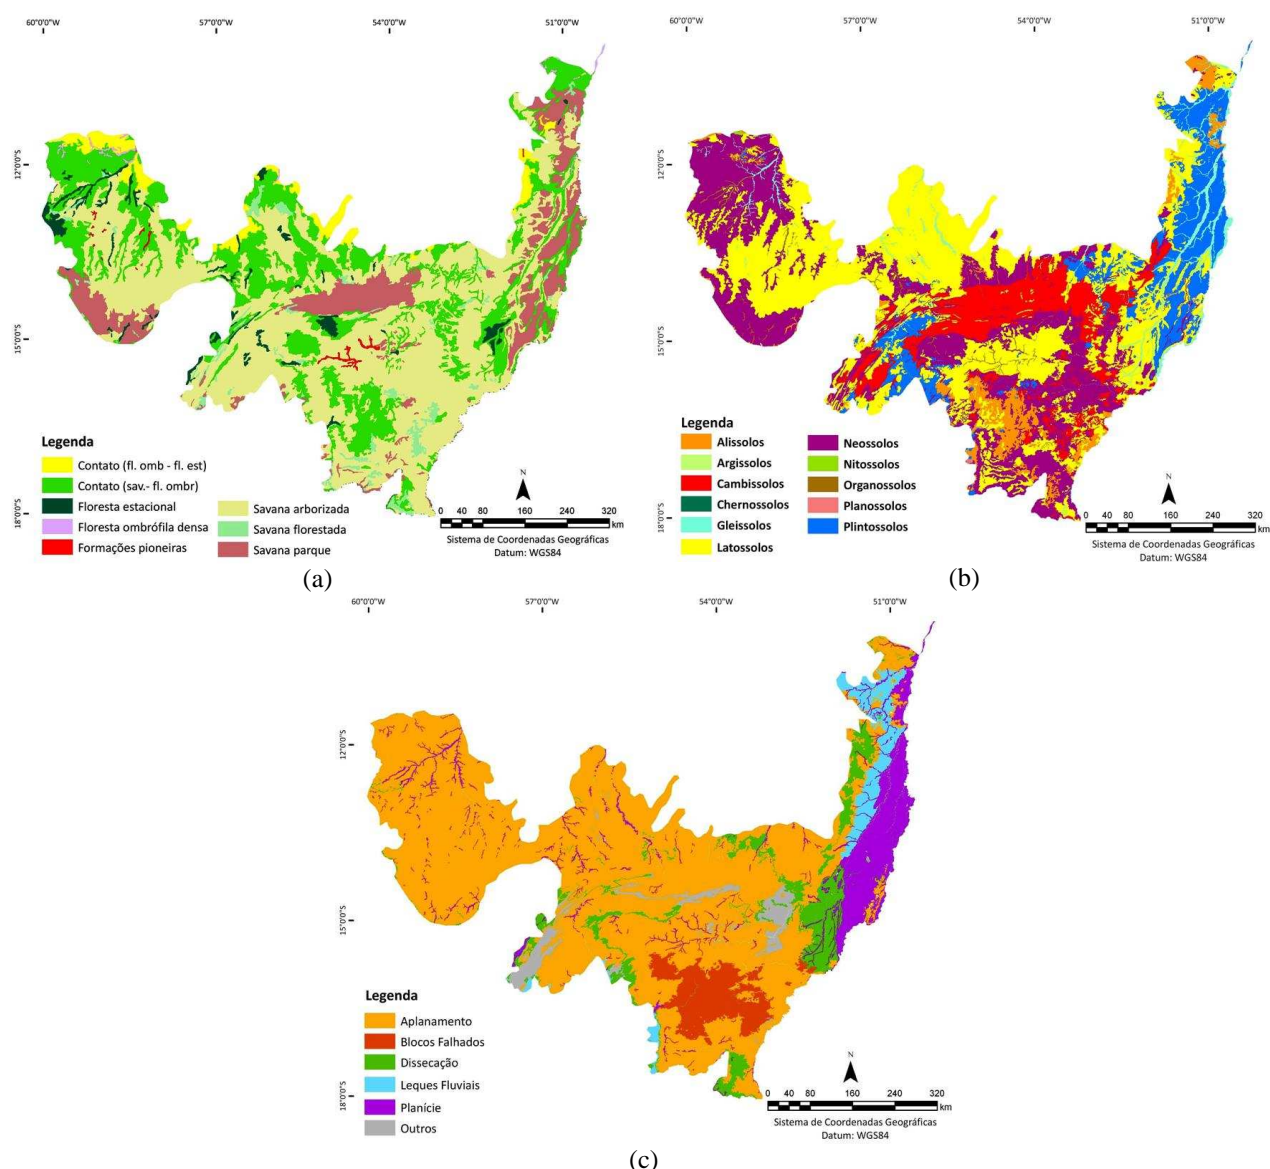 60°0'0"W 57°0'0"W 54°0'0"W 51°0'0"W
12°0'0"S
15°0'0"S
18°0'0"S
Legenda
Contato (fl. omb - fl. est)
Contato (sav.- fl. ombr)
Floresta estacional
Floresta ombrófila densa
Formações pioneiras
Savana arborizada
Savana florestada
Savana parque
N
0 40 80 160 240 320
km
Sistema de Coordenadas Geográficas
Datum: WGS84
(a)
60°0'0"W 57°0'0"W 54°0'0"W 51°0'0"W
12°0'0"S
15°0'0"S
18°0'0"S
Legenda
Alissolos
Argissolos
Cambissolos
Chernossolos
Gleissolos
Latossolos
Neossolos
Nitossolos
Organossolos
Planossolos
Plintossolos
N
0 40 80 160 240 320
km
Sistema de Coordenadas Geográficas
Datum: WGS84
(b)
60°0'0"W 57°0'0"W 54°0'0"W 51°0'0"W
12°0'0"S
15°0'0"S
18°0'0"S
Legenda
Aplanamento
Blocos Falhados
Dissecação
Leques Fluviais
Planície
Outros
N
0 40 80 160 240 320
km
Sistema de Coordenadas Geográficas
Datum: WGS84
(c)